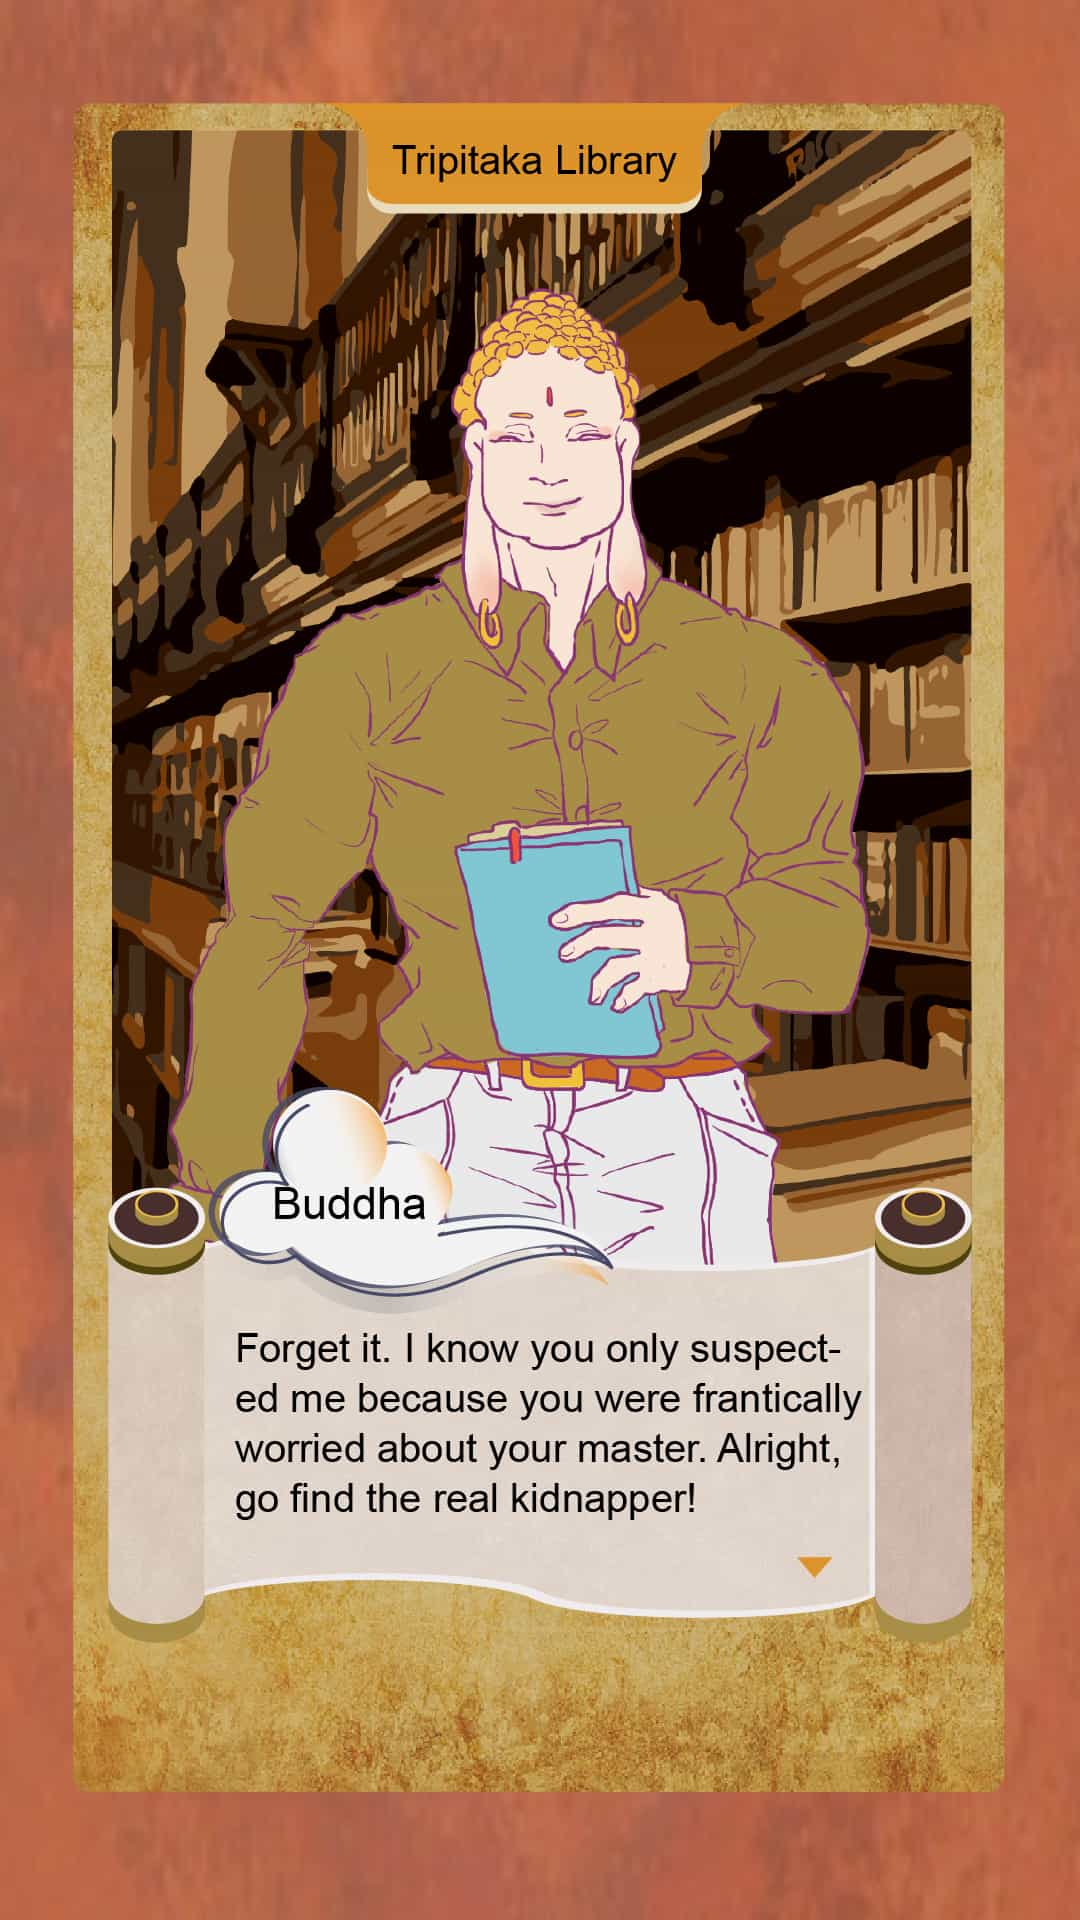 Tripitaka Library
Buddha
Forget it. I know you only suspect-
ed me because you were frantically
worried about your master. Alright,
go find the real kidnapper!